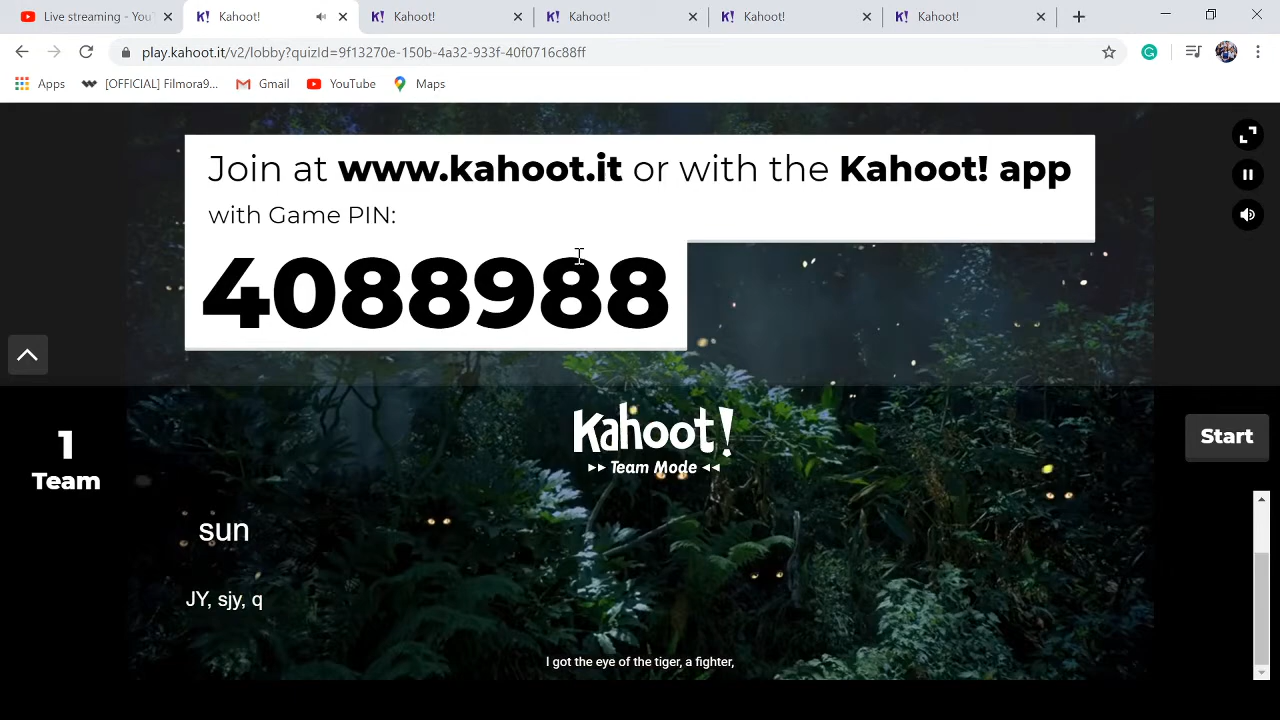 Live streaming - You
Kahoot!
Kahoot!
Kahoot!
Kahoot!
Kahoot!
play.kahoot.it/v2/lobby?quizId=9f13270e-150b-4a32-933f-40f0716c88ff
Apps
[OFFICIAL] Filmora9...
Gmail
YouTube
Maps
Join at www.kahoot.it or with the Kahoot! app
with Game PIN:
4088988
Kahoot!
Team Mode
1
Team
Start
sun
JY, sjy, q
I got the eye of the tiger, a fighter,